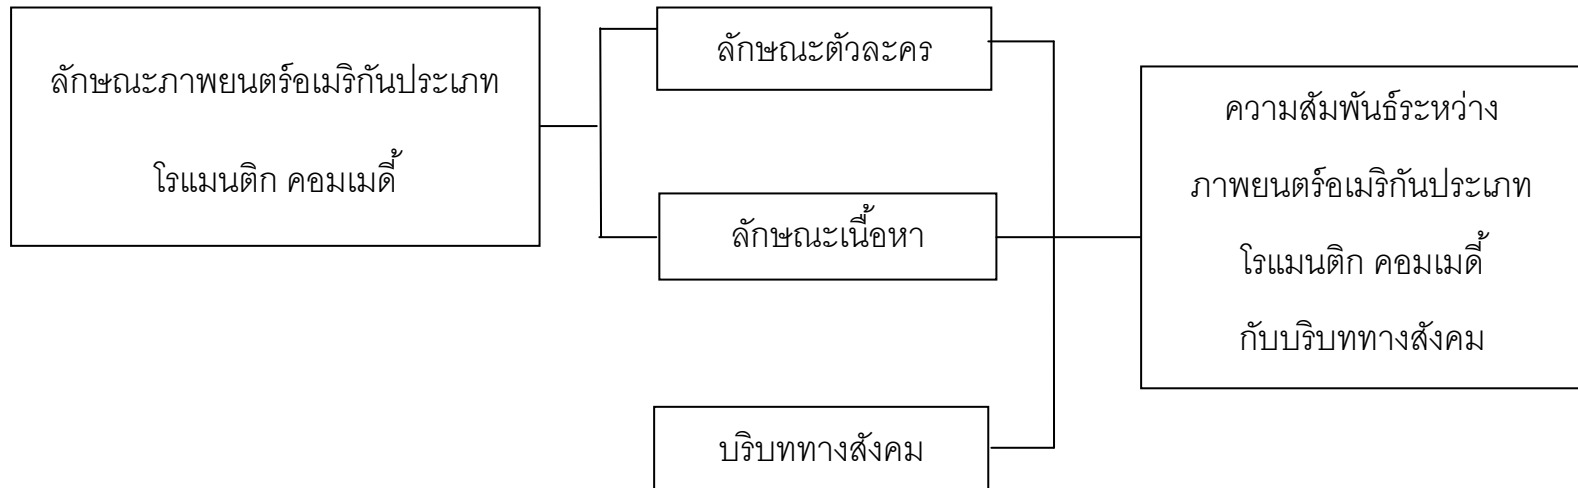 ลักษณะภาพยนตร์อเมริกันประเภท
โรแมนติก คอมเมดี้
ลักษณะตัวละคร
ลักษณะเนื้อหา
บริบททางสังคม
ความสัมพันธ์ระหว่าง
ภาพยนตร์อเมริกันประเภท
โรแมนติก คอมเมดี้
กับบริบททางสังคม